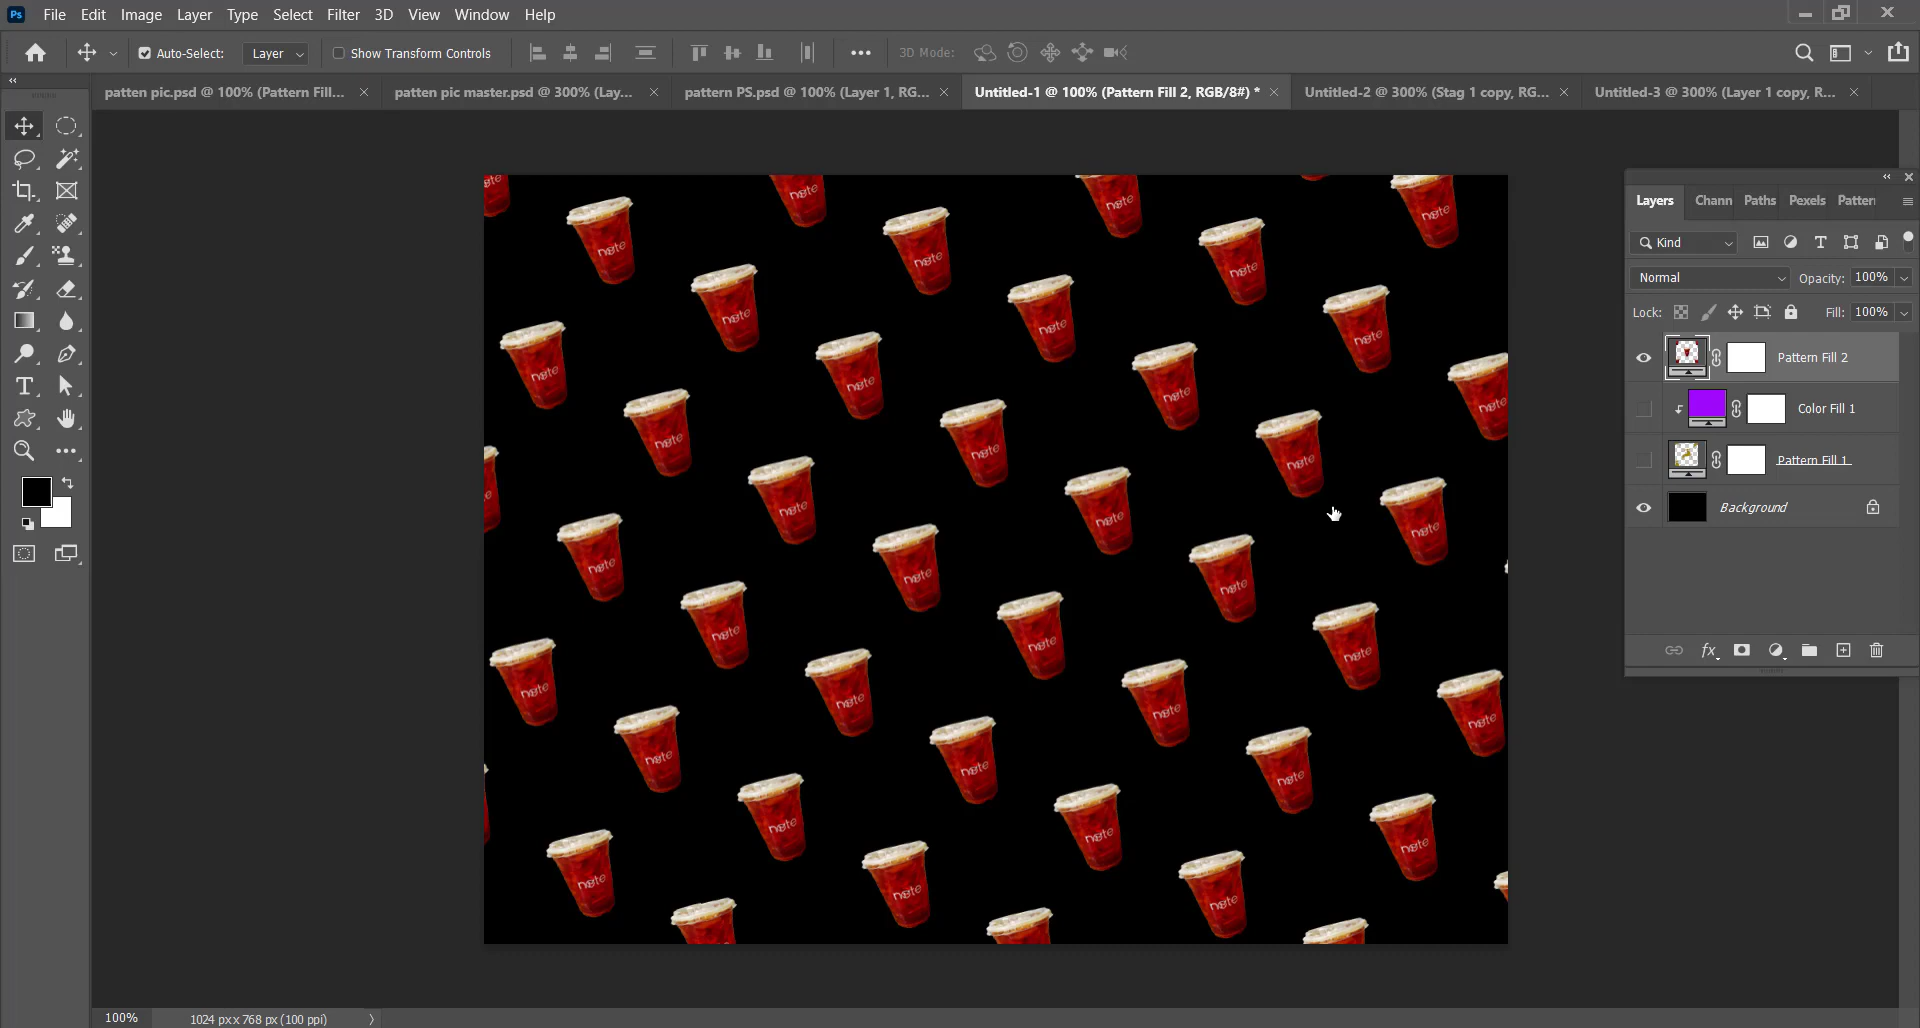 Ps File Edit Image Layer Type Select Filter 3D View Window Help
Auto-Select: Layer Show Transform Controls 3D Mode:
patten pic.psd @ 100% (Pattern Fill... patten pic master.psd @ 300% (Lay... pattern PS.psd @ 100% (Layer 1, RG... Untitled-1 @ 100% (Pattern Fill 2, RGB/8#) * Untitled-2 @ 300% (Stag 1 copy, RG... Untitled-3 @ 300% (Layer 1 copy, R...
Layers Chann Paths Pexels Patter
Kind
Normal Opacity: 100%
Lock: Fill: 100%
Pattern Fill 2
Color Fill 1
Pattern Fill 1
Background
fx
100% 1024 px x 768 px (100 ppi)